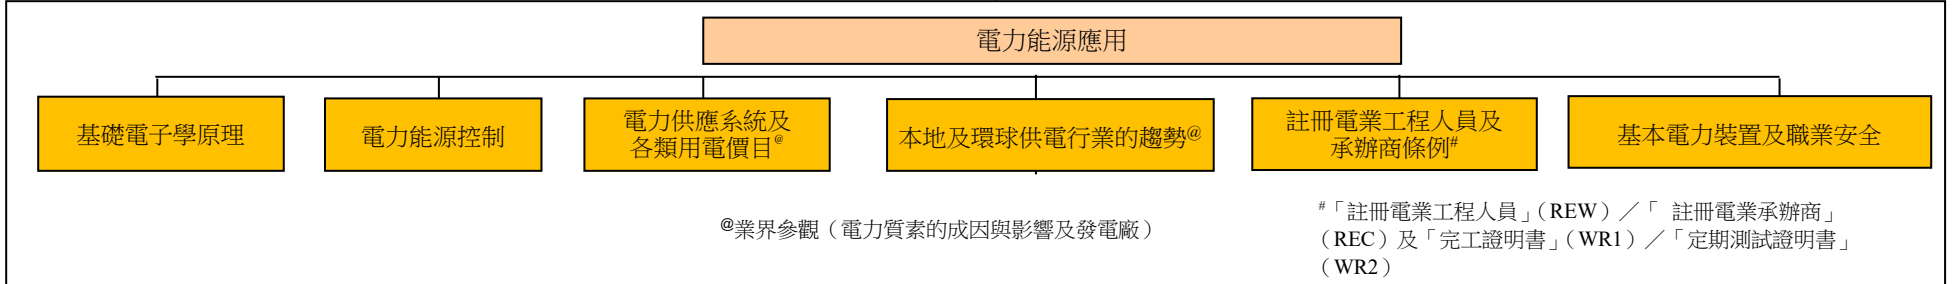 電力能源應用
基礎電子學原理
電力能源控制
電力供應系統及
各類用電價目@
本地及環球供電行業的趨勢@
註冊電業工程人員及
承辦商條例#
基本電力裝置及職業安全
@業界參觀（電力質素的成因與影響及發電廠）
#「註冊電業工程人員」（REW）／「 註冊電業承辦商」
（REC）及「完工證明書」（WR1）／「定期測試證明書」
（WR2）